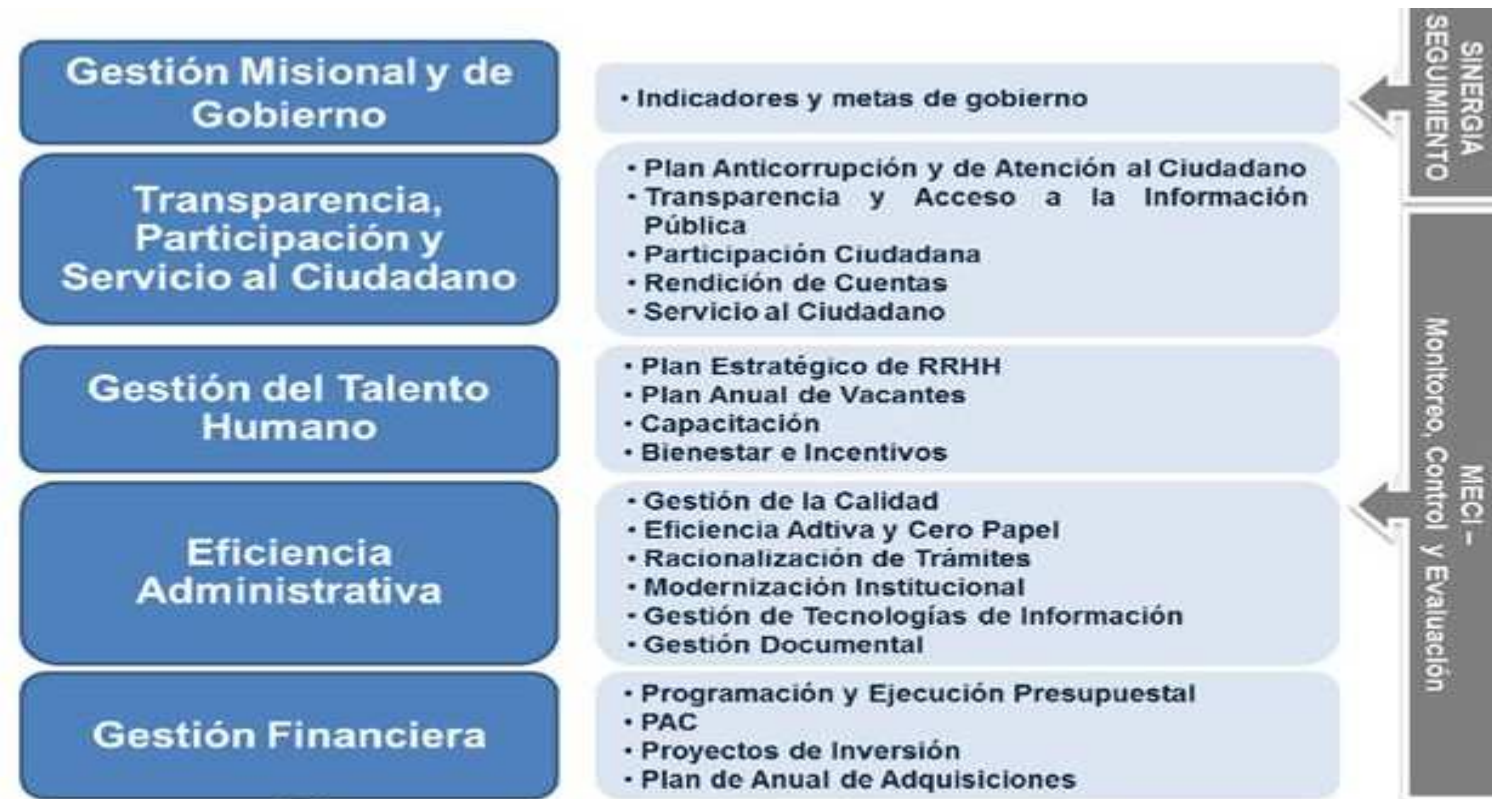 Gestión Misional y de
Gobierno
• Indicadores y metas de gobierno
Transparencia,
Participación y
Servicio al Ciudadano
• Plan Anticorrupción y de Atención al Ciudadano
• Transparencia y Acceso a la Información
Pública
• Participación Ciudadana
• Rendición de Cuentas
• Servicio al Ciudadano
Gestión del Talento
Humano
• Plan Estratégico de RRHH
• Plan Anual de Vacantes
• Capacitación
• Bienestar e Incentivos
Eficiencia
Administrativa
• Gestión de la Calidad
• Eficiencia Adtiva y Cero Papel
• Racionalización de Trámites
• Modernización Institucional
• Gestión de Tecnologías de Información
• Gestión Documental
Gestión Financiera
• Programación y Ejecución Presupuestal
• PAC
• Proyectos de Inversión
• Plan de Anual de Adquisiciones
SINERGIA
SEGUIMIENTO
MECI –
Monitoreo, Control y Evaluación